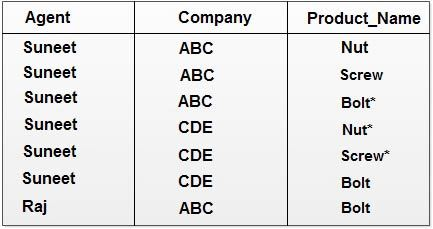 Agent Company Product_Name
Suneet ABC Nut
Suneet ABC Screw
Suneet ABC Bolt*
Suneet CDE Nut*
Suneet CDE Screw*
Suneet CDE Bolt
Raj ABC Bolt